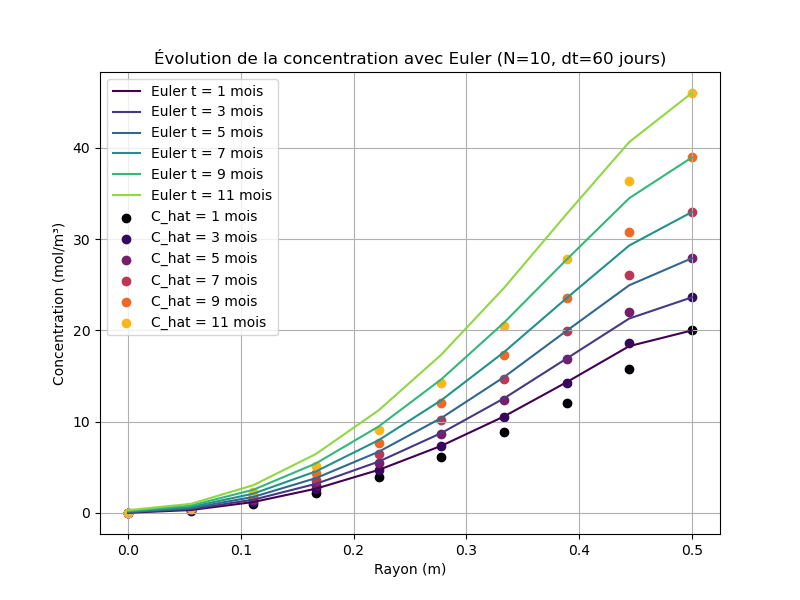 Évolution de la concentration avec Euler (N=10, dt=60 jours)
Euler t = 1 mois
Euler t = 3 mois
Euler t = 5 mois
Euler t = 7 mois
Euler t = 9 mois
Euler t = 11 mois
C_hat = 1 mois
C_hat = 3 mois
C_hat = 5 mois
C_hat = 7 mois
C_hat = 9 mois
C_hat = 11 mois
Concentration (mol/m³)
40
30
20
10
0
0.0 0.1 0.2 0.3 0.4 0.5
Rayon (m)